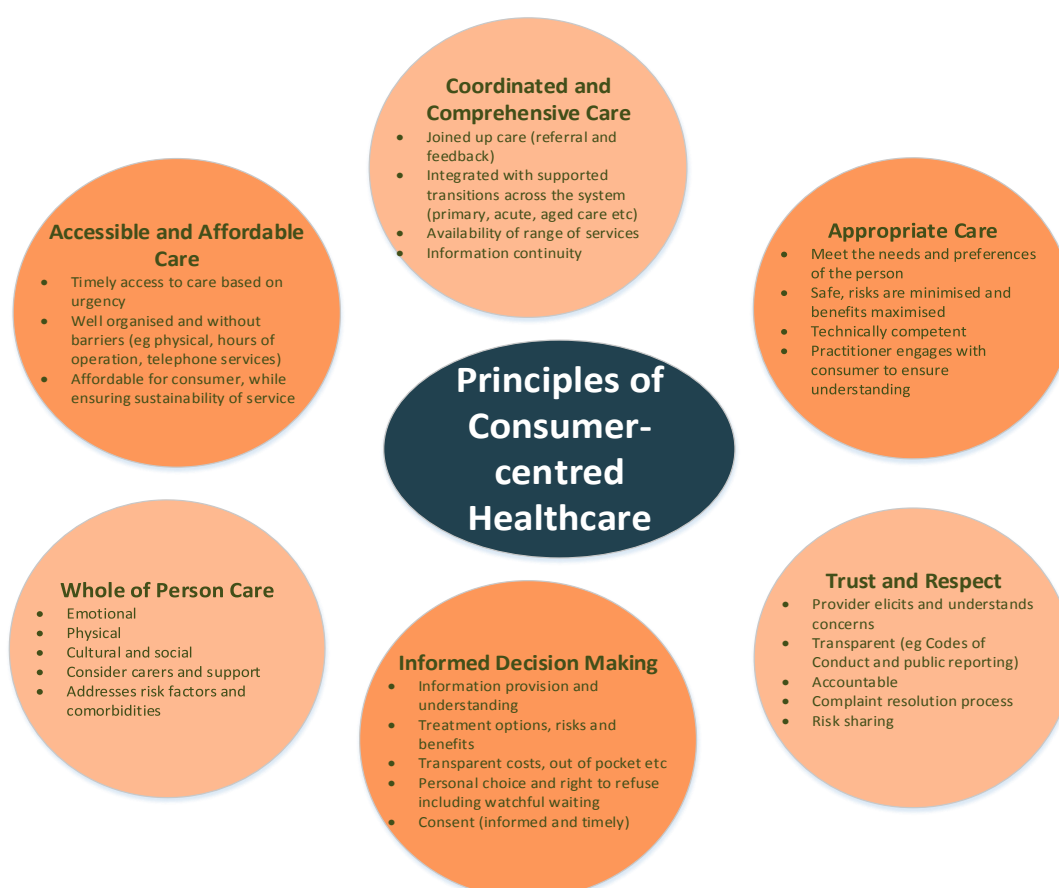 Coordinated and
Comprehensive Care
• Joined up care (referral and
feedback)
• Integrated with supported
transitions across the system
(primary, acute, aged care etc)
• Availability of range of services
• Information continuity
Accessible and Affordable
Care
• Timely access to care based on
urgency
• Well organised and without
barriers (eg physical, hours of
operation, telephone services)
• Affordable for consumer, while
ensuring sustainability of service
Appropriate Care
• Meet the needs and preferences
of the person
• Safe, risks are minimised and
benefits maximised
• Technically competent
• Practitioner engages with
consumer to ensure
understanding
Principles of
Consumer-
centred
Healthcare
Whole of Person Care
• Emotional
• Physical
• Cultural and social
• Consider carers and support
• Addresses risk factors and
comorbidities
Informed Decision Making
• Information provision and
understanding
• Treatment options, risks and
benefits
• Transparent costs, out of pocket etc
• Personal choice and right to refuse
including watchful waiting
• Consent (informed and timely)
Trust and Respect
• Provider elicits and understands
concerns
• Transparent (eg Codes of
Conduct and public reporting)
• Accountable
• Complaint resolution process
• Risk sharing